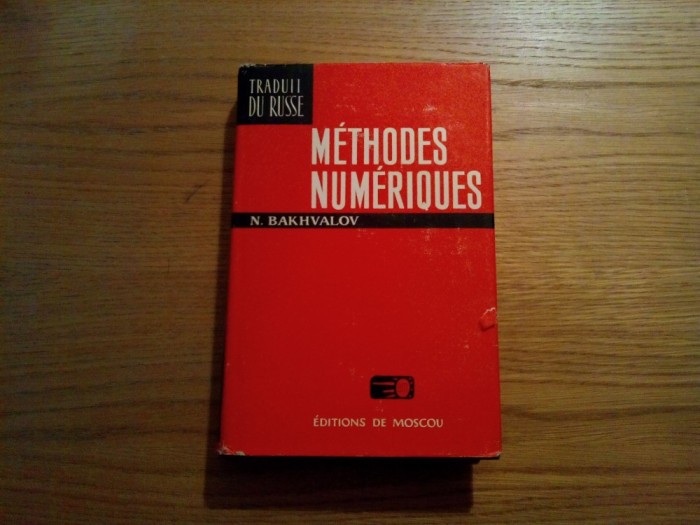 TRADUIT
DU RUSSE
MÉTHODES
NUMÉRIQUES
N. BAKHVALOV
ÉDITIONS DE MOSCOU